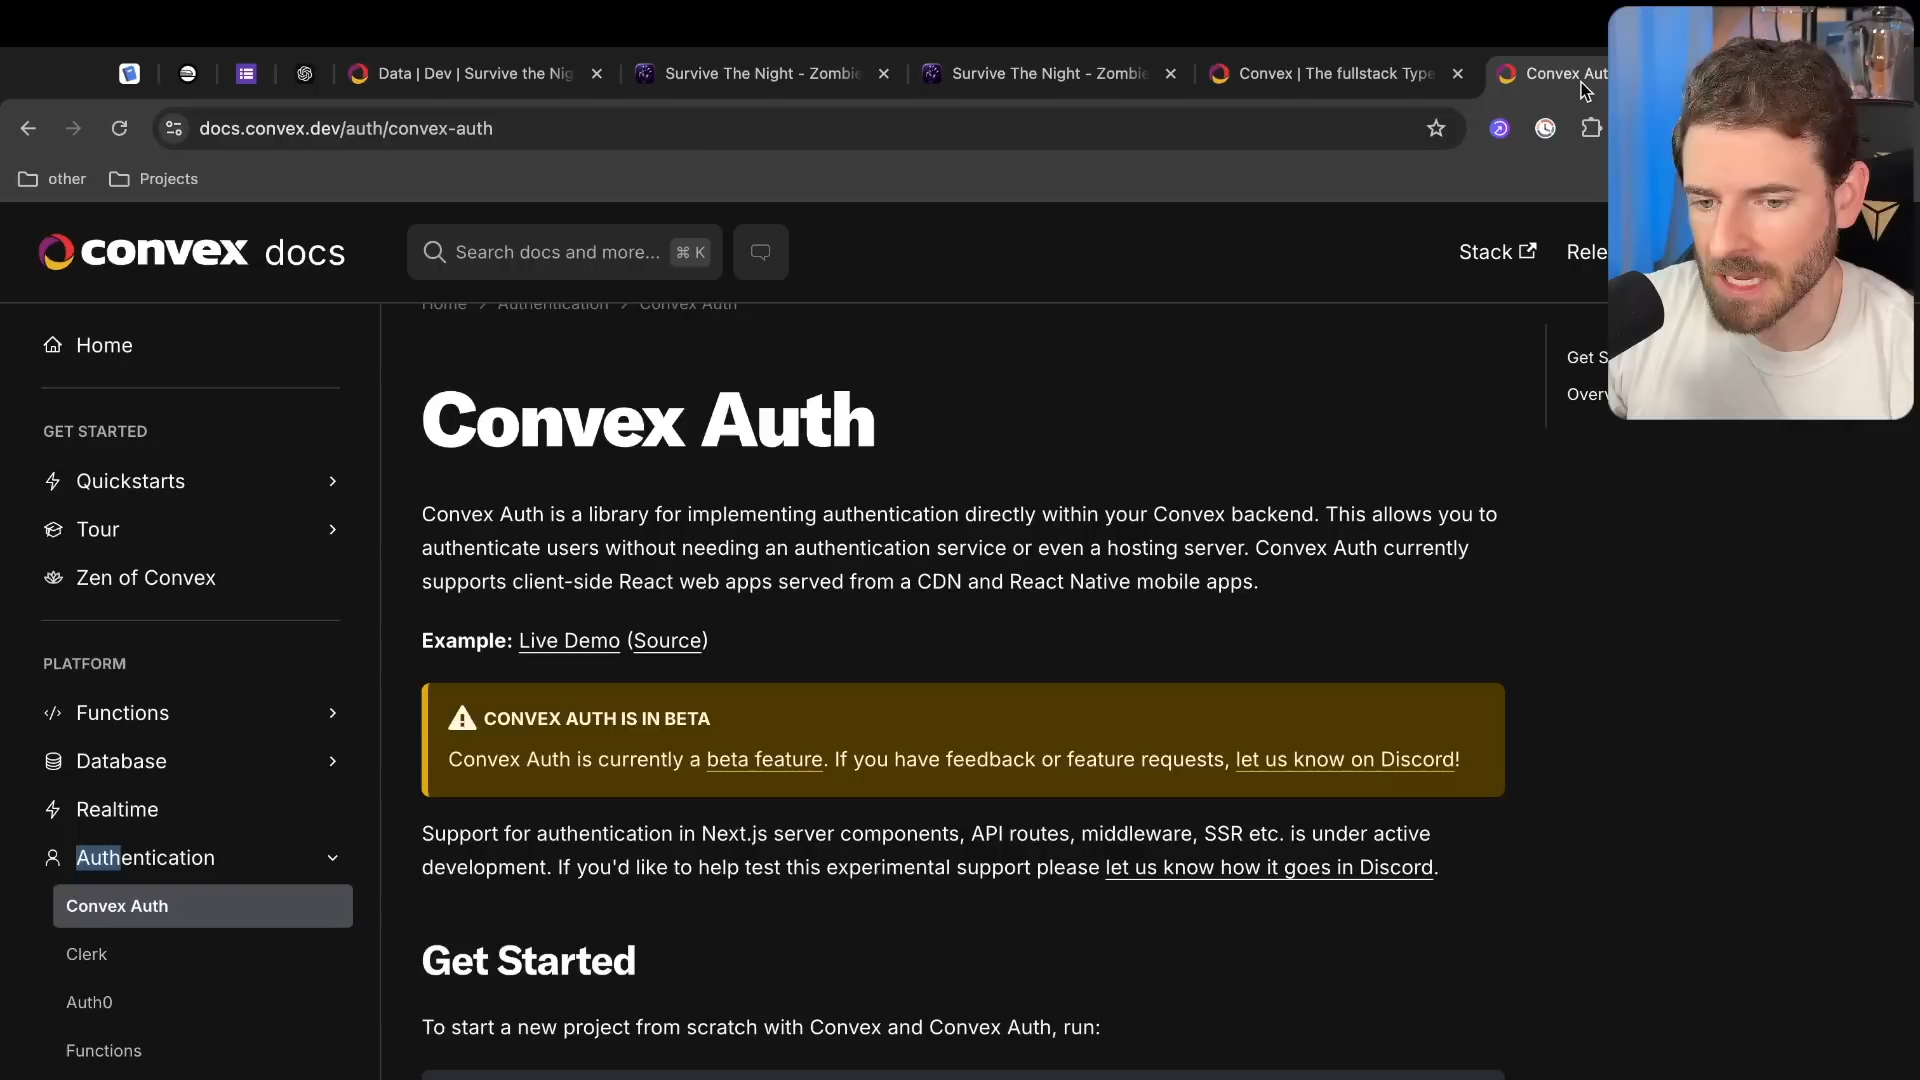 Data | Dev | Survive the Nig
Survive The Night - Zombie
Survive The Night - Zombie
Convex | The fullstack Type
Convex Aut
docs.convex.dev/auth/convex-auth
other
Projects
convex docs
Search docs and more...
⌘ K
Stack
Rele
Home
Authentication
Convex Auth
Home
GET STARTED
Quickstarts
Tour
Zen of Convex
PLATFORM
Functions
Database
Realtime
Authentication
Convex Auth
Clerk
Auth0
Functions
Convex Auth
Convex Auth is a library for implementing authentication directly within your Convex backend. This allows you to
authenticate users without needing an authentication service or even a hosting server. Convex Auth currently
supports client-side React web apps served from a CDN and React Native mobile apps.
Example: Live Demo (Source)
CONVEX AUTH IS IN BETA
Convex Auth is currently a beta feature. If you have feedback or feature requests, let us know on Discord!
Support for authentication in Next.js server components, API routes, middleware, SSR etc. is under active
development. If you'd like to help test this experimental support please let us know how it goes in Discord.
Get Started
To start a new project from scratch with Convex and Convex Auth, run:
Get S
Overv